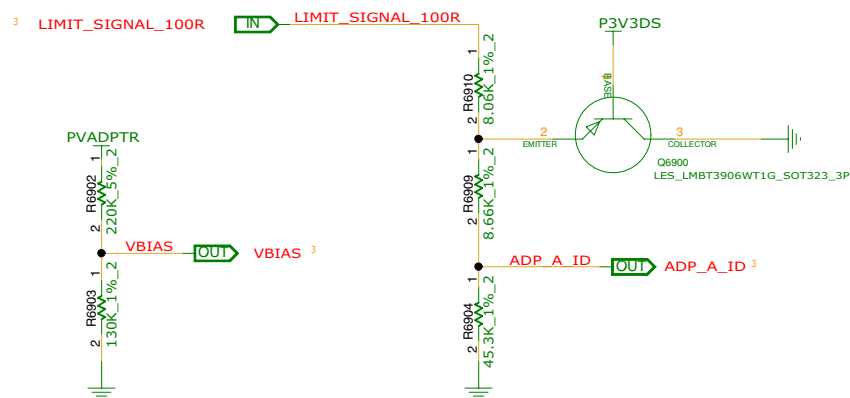 3 LIMIT_SIGNAL_100R IN LIMIT_SIGNAL_100R
P3V3DS
1
R6910
8.06K_1%_2
2
BASE
2
EMITTER
3
COLLECTOR
Q6900
LES_LMBT3906WT1G_SOT323_3P
PVADPTR
1
R6902
220K_5%_2
2
1
R6909
8.66K_1%_2
2
VBIAS OUT VBIAS 3
ADP_A_ID OUT ADP_A_ID 3
1
R6903
130K_1%_2
2
1
R6904
45.3K_1%_2
2